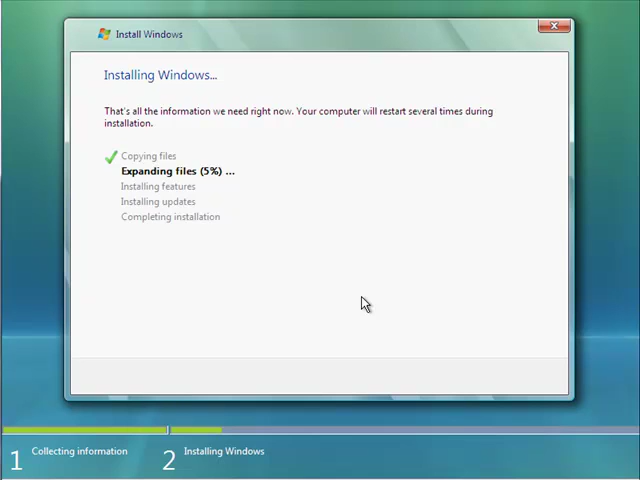 Install Windows
Installing Windows...
That's all the information we need right now. Your computer will restart several times during
installation.
Copying files
Expanding files (5%) ...
Installing features
Installing updates
Completing installation
1 Collecting information
2 Installing Windows